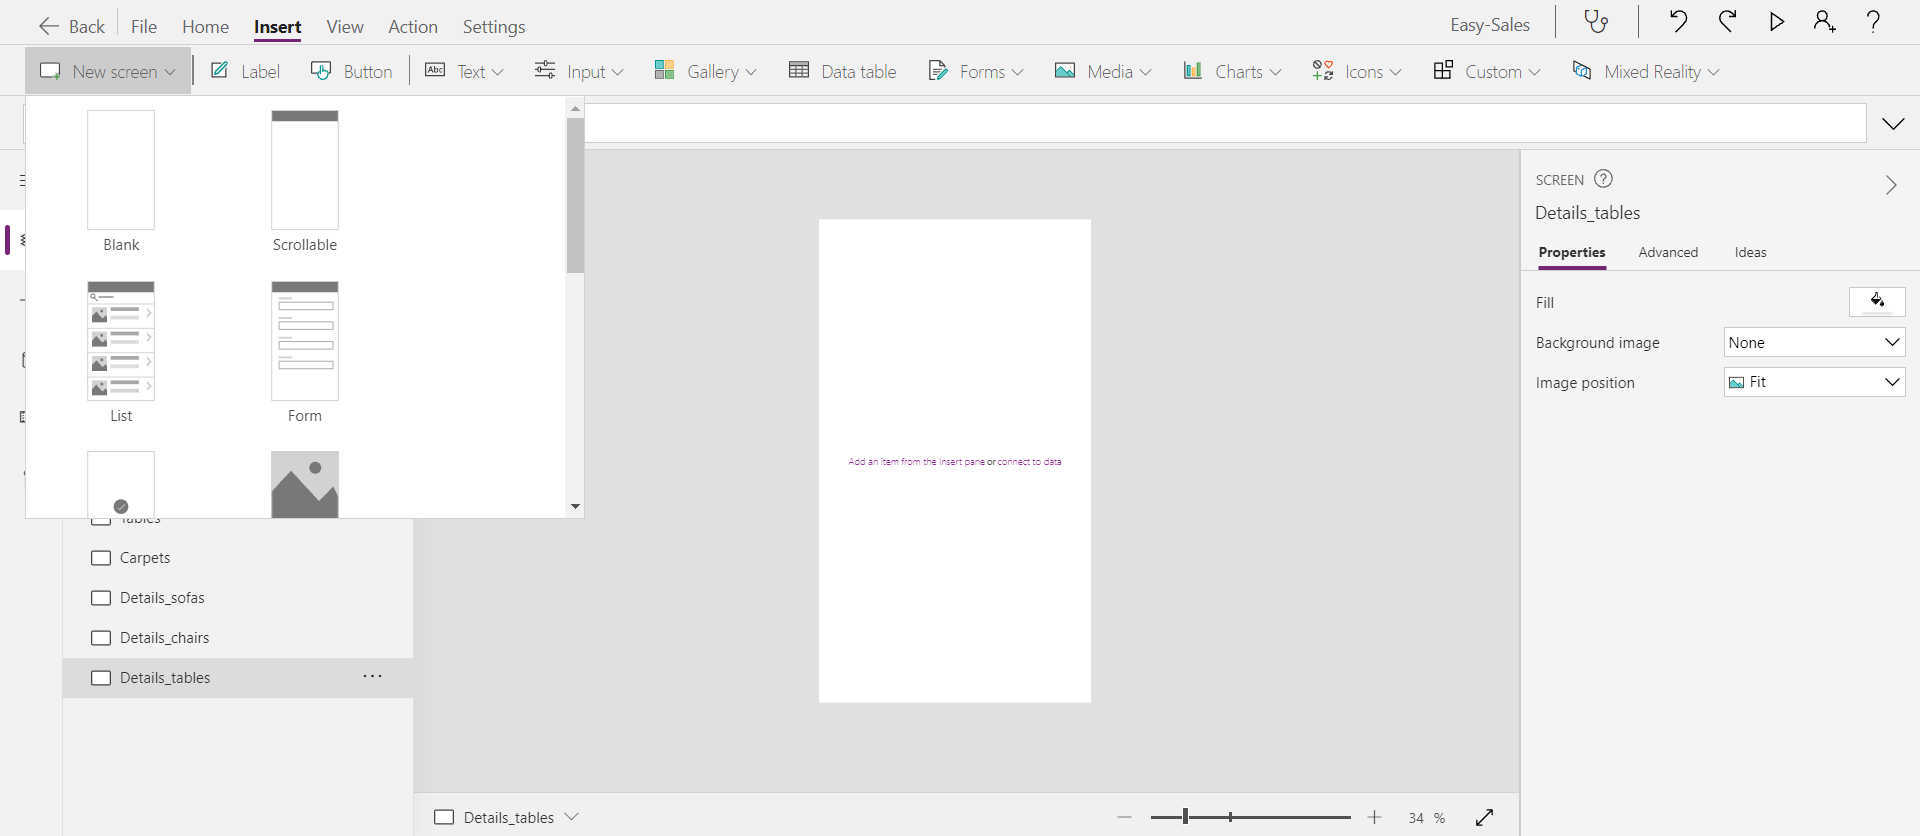 Back File Home Insert View Action Settings Easy-Sales
New screen Label Button Abc Text Input Gallery Data table Forms Media Charts Icons Custom Mixed Reality
Blank Scrollable
List Form
Tables
Carpets
Details_sofas
Details_chairs
Details_tables
Add an item from the Insert pane or connect to data
SCREEN
Details_tables
Properties Advanced Ideas
Fill
Background image None
Image position Fit
Details_tables 34 %